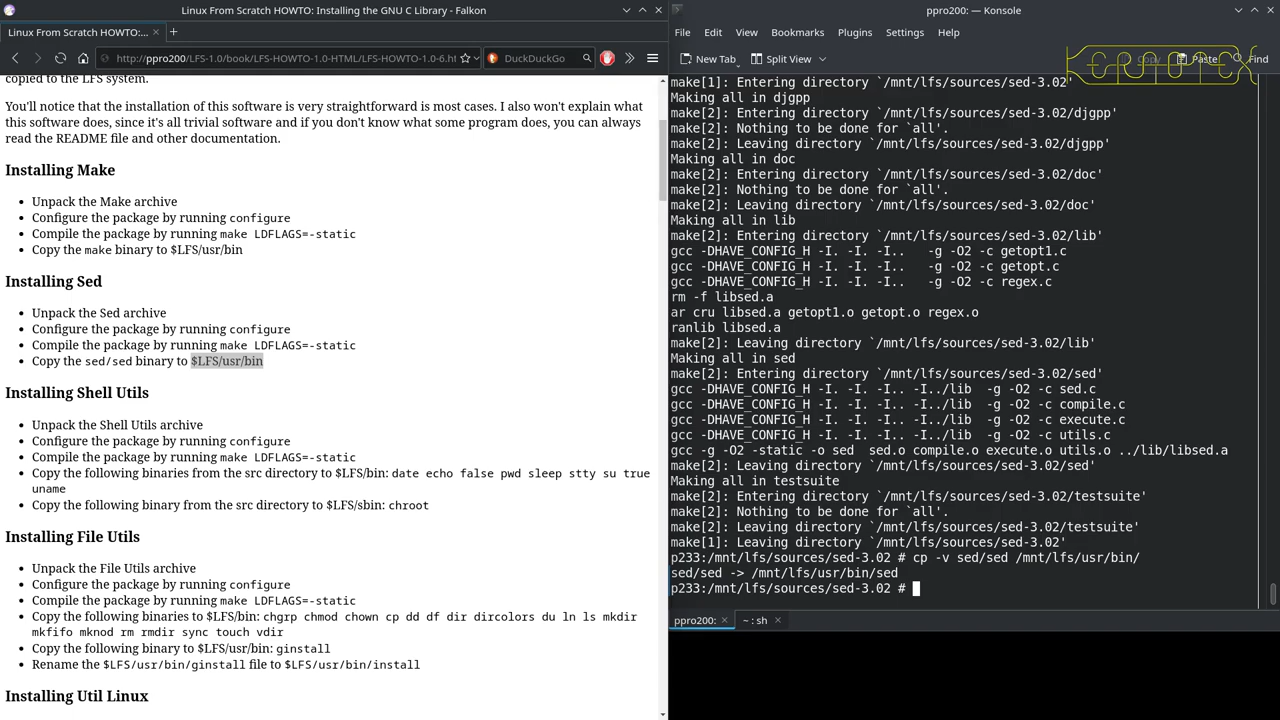 Linux From Scratch HOWTO: Installing the GNU C Library - Falkon
Linux From Scratch HOWTO:...
http://ppro200/LFS-1.0/book/LFS-HOWTO-1.0-HTML/LFS-HOWTO-1.0-6.ht
DuckDuckGo
copied to the LFS system.
You'll notice that the installation of this software is very straightforward is most cases. I also won't explain what
this software does, since it's all trivial software and if you don't know what some program does, you can always
read the README file and other documentation.
Installing Make
• Unpack the Make archive
• Configure the package by running configure
• Compile the package by running make LDFLAGS=-static
• Copy the make binary to $LFS/usr/bin
Installing Sed
• Unpack the Sed archive
• Configure the package by running configure
• Compile the package by running make LDFLAGS=-static
• Copy the sed/sed binary to $LFS/usr/bin
Installing Shell Utils
• Unpack the Shell Utils archive
• Configure the package by running configure
• Compile the package by running make LDFLAGS=-static
• Copy the following binaries from the src directory to $LFS/bin: date echo false pwd sleep stty su true
uname
• Copy the following binary from the src directory to $LFS/sbin: chroot
Installing File Utils
• Unpack the File Utils archive
• Configure the package by running configure
• Compile the package by running make LDFLAGS=-static
• Copy the following binaries to $LFS/bin: chgrp chmod chown cp dd df dir dircolors du ln ls mkdir
mkfifo mknod rm rmdir sync touch vdir
• Copy the following binary to $LFS/usr/bin: ginstall
• Rename the $LFS/usr/bin/ginstall file to $LFS/usr/bin/install
Installing Util Linux
ppro200: — Konsole
File Edit View Bookmarks Plugins Settings Help
New Tab Split View Copy Paste Find
make[1]: Entering directory `/mnt/lfs/sources/sed-3.02'
Making all in djgpp
make[2]: Entering directory `/mnt/lfs/sources/sed-3.02/djgpp'
make[2]: Nothing to be done for `all'.
make[2]: Leaving directory `/mnt/lfs/sources/sed-3.02/djgpp'
Making all in doc
make[2]: Entering directory `/mnt/lfs/sources/sed-3.02/doc'
make[2]: Nothing to be done for `all'.
make[2]: Leaving directory `/mnt/lfs/sources/sed-3.02/doc'
Making all in lib
make[2]: Entering directory `/mnt/lfs/sources/sed-3.02/lib'
gcc -DHAVE_CONFIG_H -I. -I. -I..   -g -O2 -c getopt1.c
gcc -DHAVE_CONFIG_H -I. -I. -I..   -g -O2 -c getopt.c
gcc -DHAVE_CONFIG_H -I. -I. -I..   -g -O2 -c regex.c
rm -f libsed.a
ar cru libsed.a getopt1.o getopt.o regex.o
ranlib libsed.a
make[2]: Leaving directory `/mnt/lfs/sources/sed-3.02/lib'
Making all in sed
make[2]: Entering directory `/mnt/lfs/sources/sed-3.02/sed'
gcc -DHAVE_CONFIG_H -I. -I. -I.. -I../lib  -g -O2 -c sed.c
gcc -DHAVE_CONFIG_H -I. -I. -I.. -I../lib  -g -O2 -c compile.c
gcc -DHAVE_CONFIG_H -I. -I. -I.. -I../lib  -g -O2 -c execute.c
gcc -DHAVE_CONFIG_H -I. -I. -I.. -I../lib  -g -O2 -c utils.c
gcc -g -O2 -static -o sed  sed.o compile.o execute.o utils.o ../lib/libsed.a
make[2]: Leaving directory `/mnt/lfs/sources/sed-3.02/sed'
Making all in testsuite
make[2]: Entering directory `/mnt/lfs/sources/sed-3.02/testsuite'
make[2]: Nothing to be done for `all'.
make[2]: Leaving directory `/mnt/lfs/sources/sed-3.02/testsuite'
make[1]: Leaving directory `/mnt/lfs/sources/sed-3.02'
p233:/mnt/lfs/sources/sed-3.02 # cp -v sed/sed /mnt/lfs/usr/bin/
sed/sed -> /mnt/lfs/usr/bin/sed
p233:/mnt/lfs/sources/sed-3.02 #
ppro200:
~ : sh